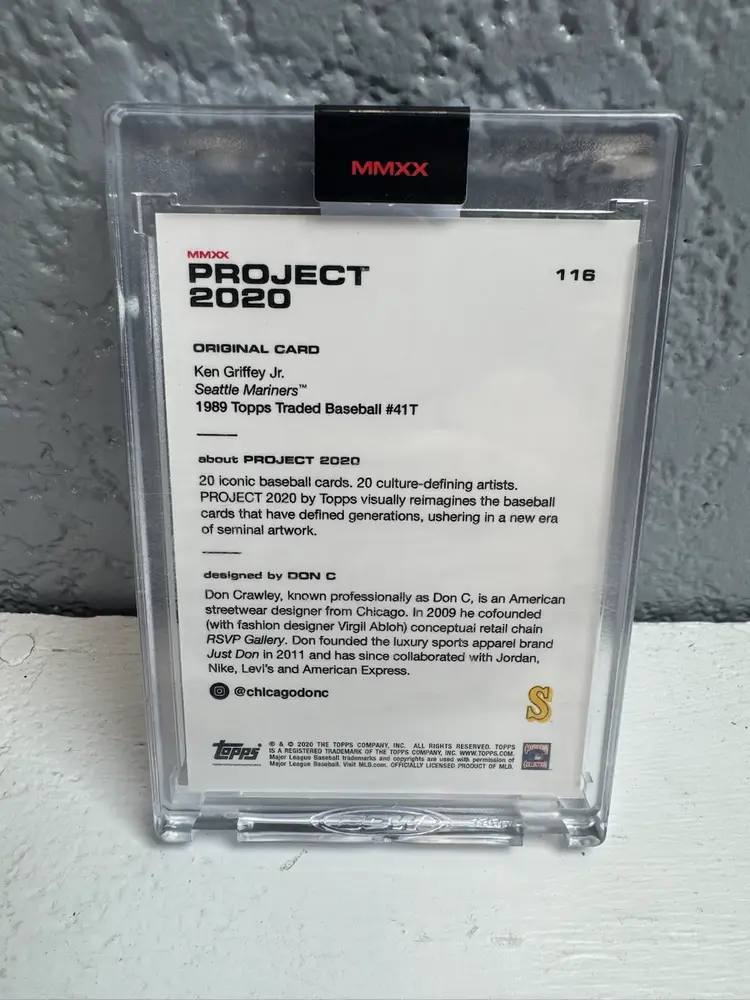 MMXX
MMXX
PROJECT
2020
116
ORIGINAL CARD
Ken Griffey Jr.
Seattle Mariners™
1989 Topps Traded Baseball #41T
about PROJECT 2020
20 iconic baseball cards. 20 culture-defining artists.
PROJECT 2020 by Topps visually reimagines the baseball
cards that have defined generations, ushering in a new era
of seminal artwork.
designed by DON C
Don Crawley, known professionally as Don C, is an American
streetwear designer from Chicago. In 2009 he cofounded
(with fashion designer Virgil Abloh) conceptual retail chain
RSVP Gallery. Don founded the luxury sports apparel brand
Just Don in 2011 and has since collaborated with Jordan,
Nike, Levi's and American Express.
@chicagodonc
S
Topps
® & © 2020 THE TOPPS COMPANY, INC. ALL RIGHTS RESERVED. TOPPS
IS A REGISTERED TRADEMARK OF THE TOPPS COMPANY, INC. WWW.TOPPS.COM.
Major League Baseball trademarks and copyrights are used with permission of
Major League Baseball. Visit MLB.com. OFFICIALLY LICENSED PRODUCT OF MLB.
COOPERSTOWN
COLLECTION